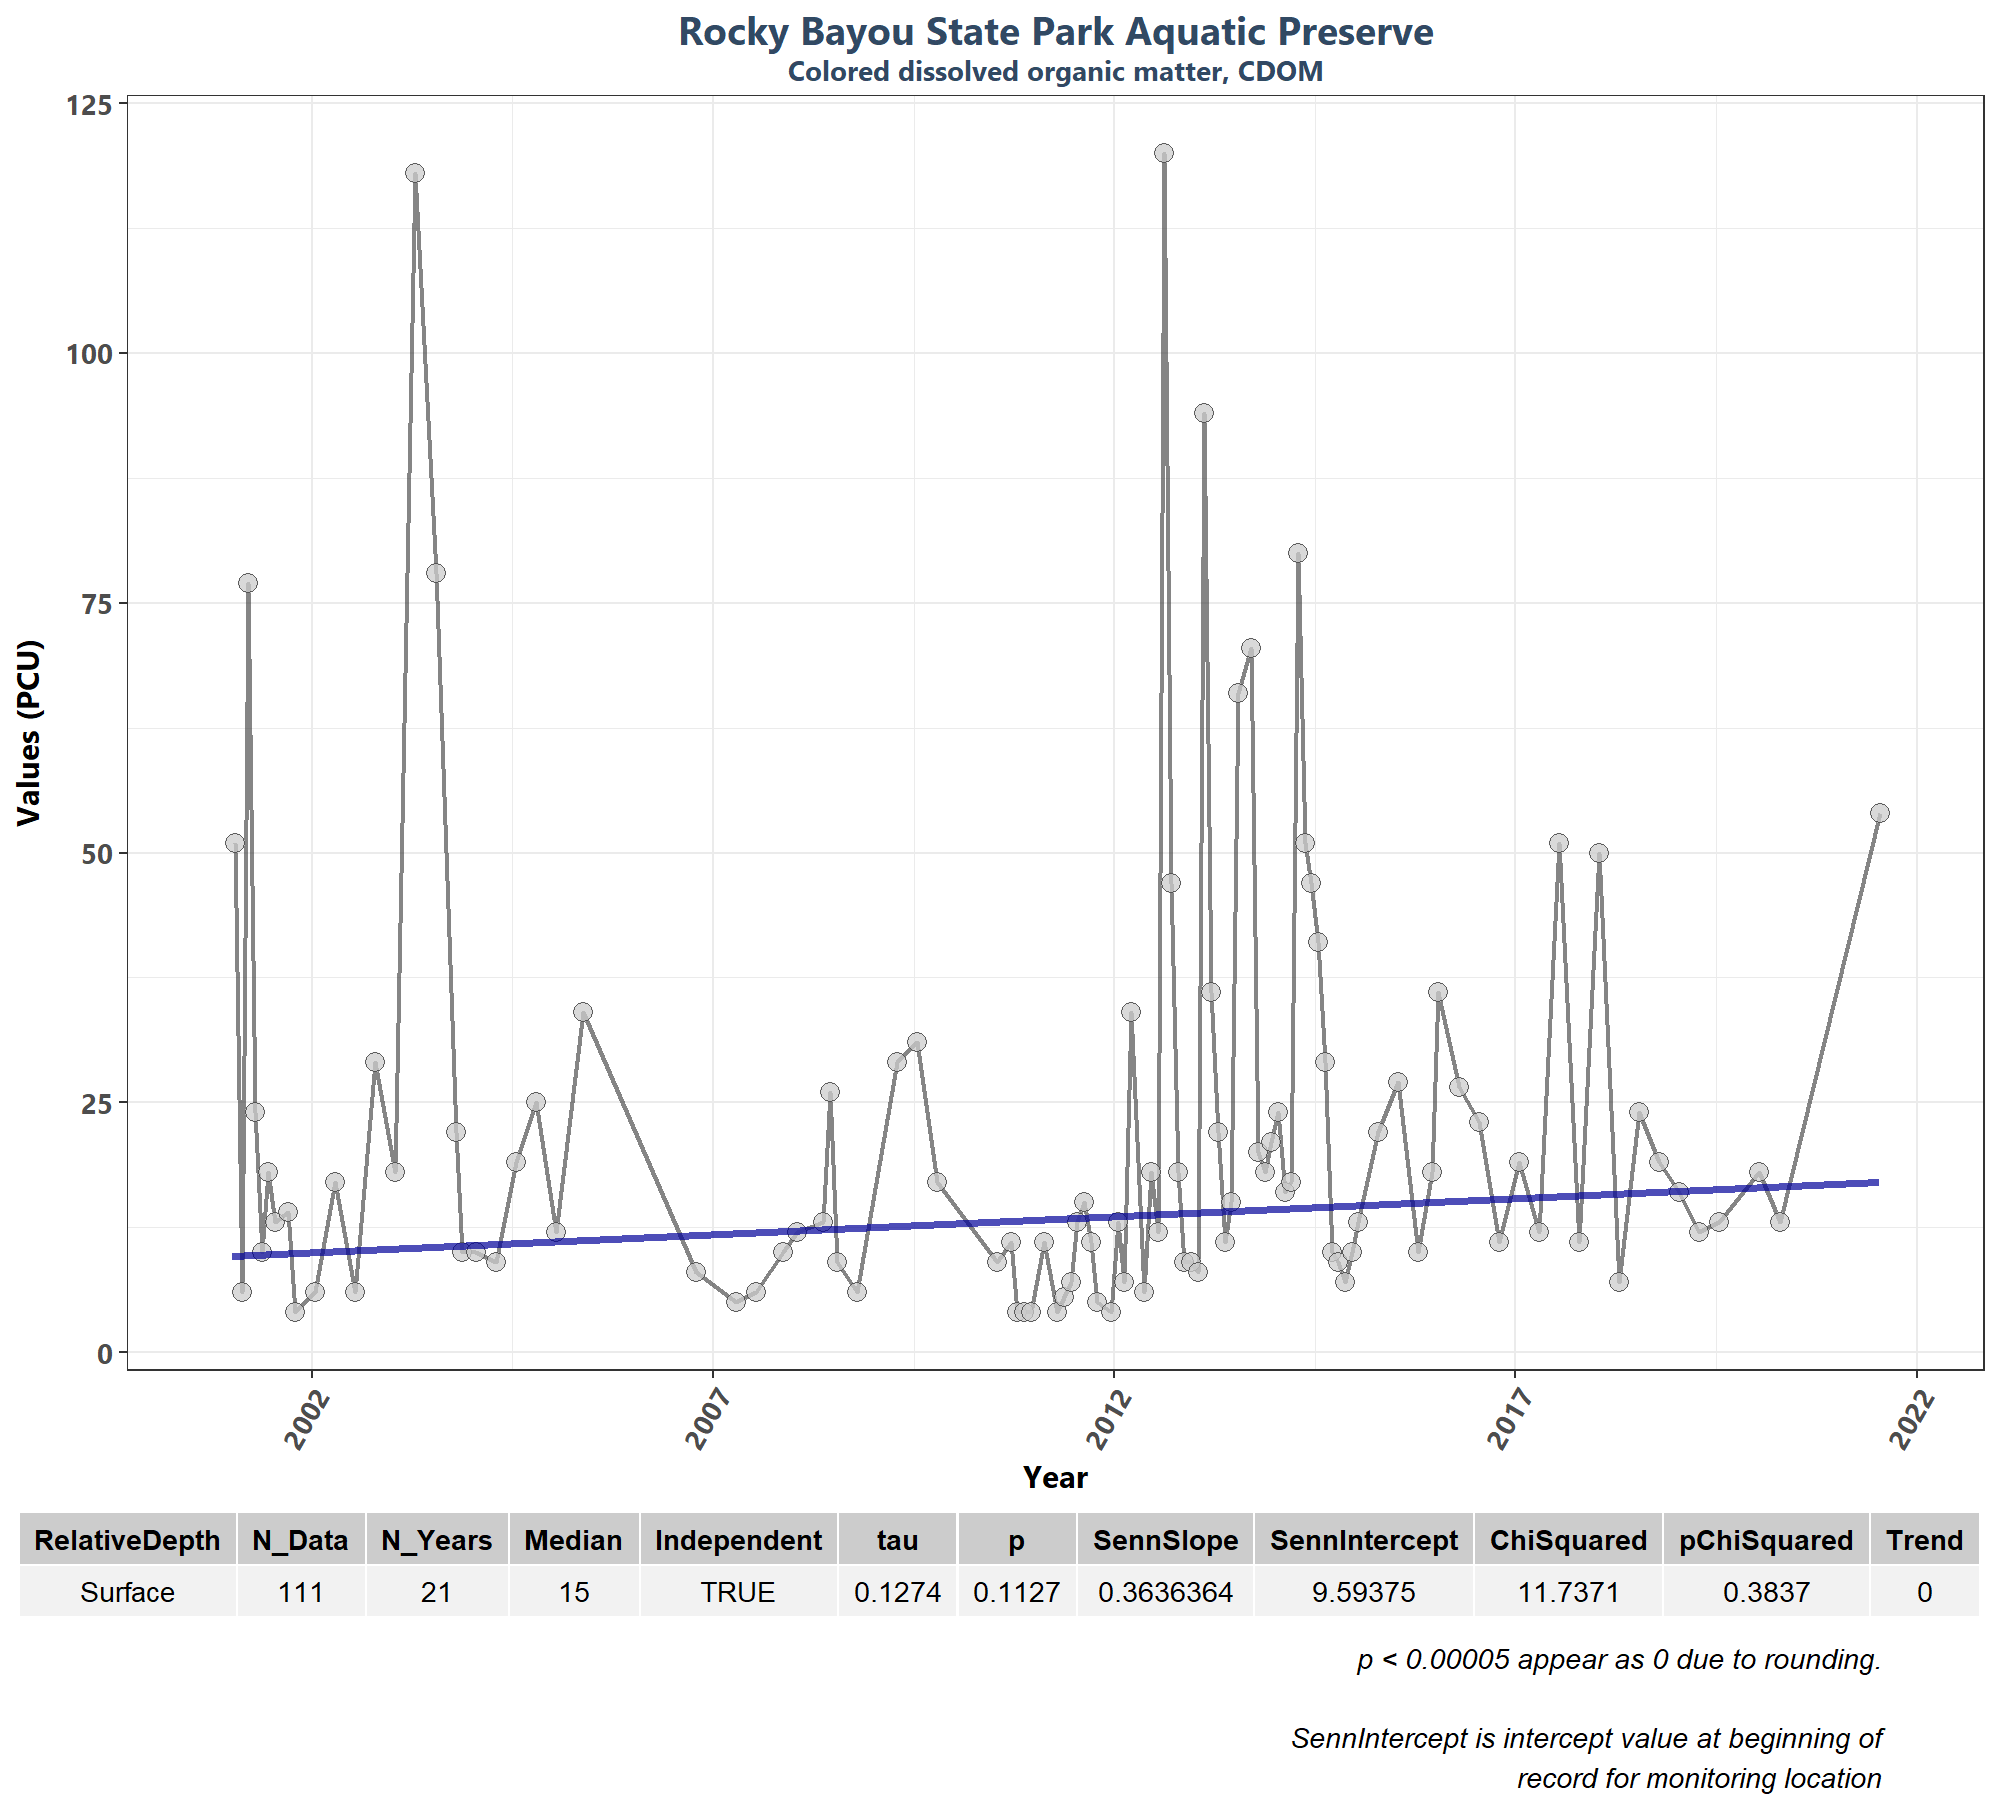 Rocky Bayou State Park Aquatic Preserve
Colored dissolved organic matter, CDOM
125
100
75
50
25
0
Values (PCU)
2002 2007 2012 2017 2022
Year
RelativeDepth N_Data N_Years Median Independent tau p SennSlope SennIntercept ChiSquared pChiSquared Trend
Surface 111 21 15 TRUE 0.1274 0.1127 0.3636364 9.59375 11.7371 0.3837 0
p < 0.00005 appear as 0 due to rounding.
SennIntercept is intercept value at beginning of
record for monitoring location